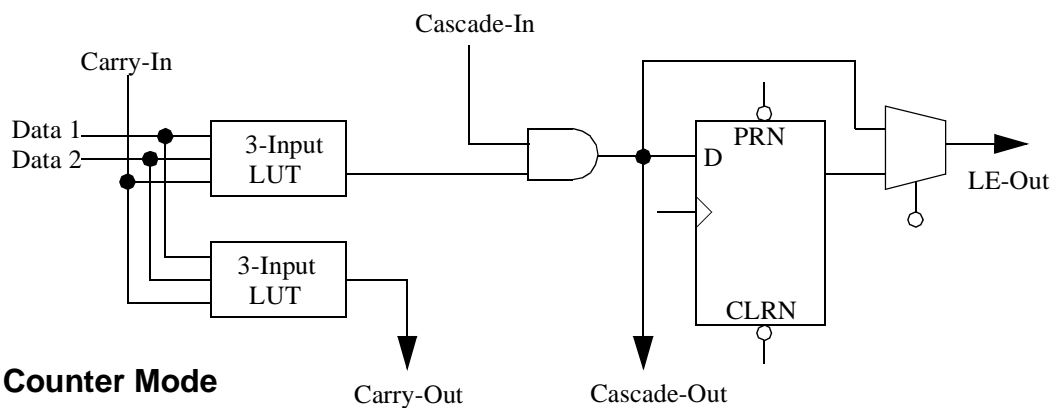 Cascade-In
Carry-In
Data 1
Data 2
3-Input
LUT
PRN
D
LE-Out
3-Input
LUT
CLRN
Counter Mode
Carry-Out
Cascade-Out